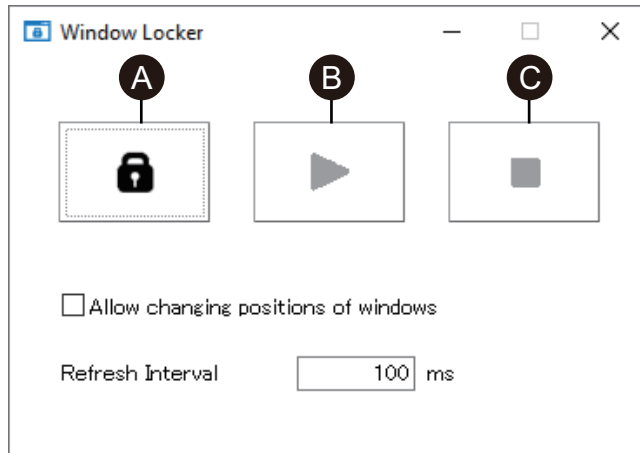 Window Locker
A B C
Allow changing positions of windows
Refresh Interval 100 ms